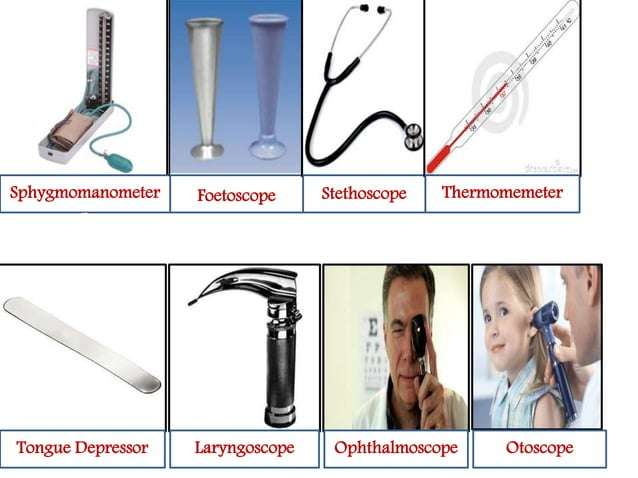 Sphygmomanometer
Foetoscope
Stethoscope
Thermomemeter
Tongue Depressor
Laryngoscope
Ophthalmoscope
Otoscope